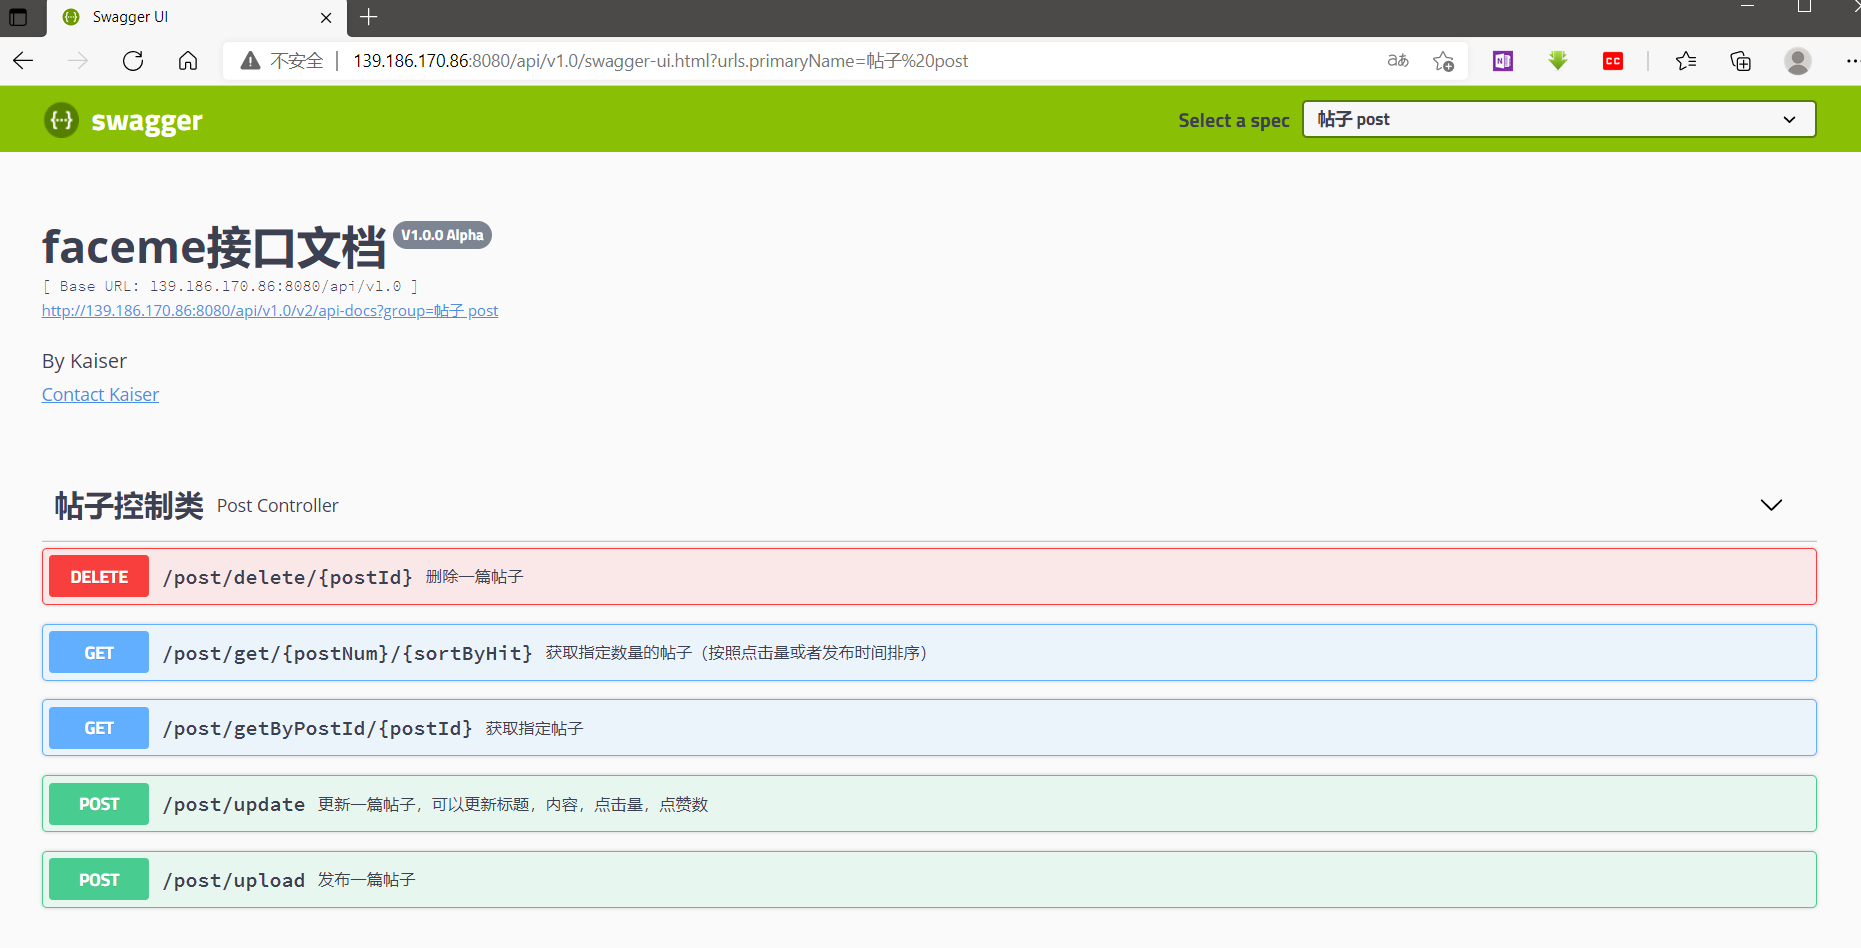 Swagger UI
不安全 139.186.170.86:8080/api/v1.0/swagger-ui.html?urls.primaryName=帖子%20post
aあ
N
CC
{···} swagger
Select a spec
帖子 post
faceme接口文档 V1.0.0 Alpha
[ Base URL: 139.186.170.86:8080/api/v1.0 ]
http://139.186.170.86:8080/api/v1.0/v2/api-docs?group=帖子 post
By Kaiser
Contact Kaiser
帖子控制类 Post Controller
DELETE /post/delete/{postId} 删除一篇帖子
GET /post/get/{postNum}/{sortByHit} 获取指定数量的帖子（按照点击量或者发布时间排序）
GET /post/getByPostId/{postId} 获取指定帖子
POST /post/update 更新一篇帖子，可以更新标题，内容，点击量，点赞数
POST /post/upload 发布一篇帖子